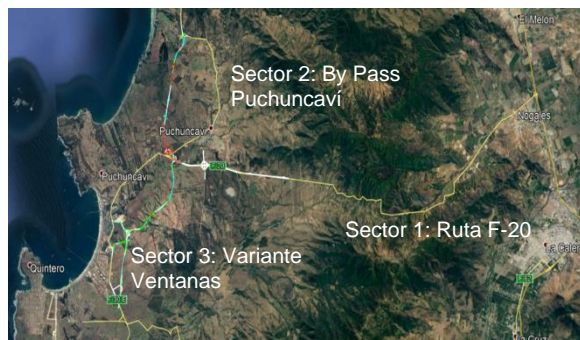 El Melon
Sector 2: By Pass
Puchuncaví
Nogales
Puchuncaví
Puchuncaví
Sector 1: Ruta F-20
La Calera
Sector 3: Variante
Ventanas
Quintero
La Cruz